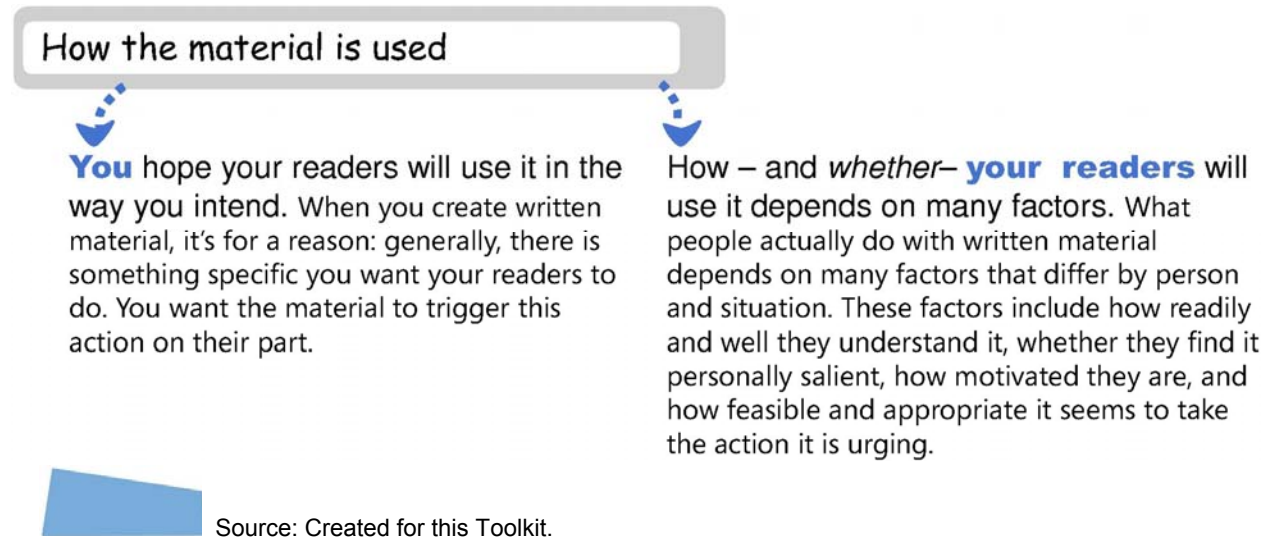 How the material is used
You hope your readers will use it in the
way you intend. When you create written
material, it's for a reason: generally, there is
something specific you want your readers to
do. You want the material to trigger this
action on their part.
How – and whether– your readers will
use it depends on many factors. What
people actually do with written material
depends on many factors that differ by person
and situation. These factors include how readily
and well they understand it, whether they find it
personally salient, how motivated they are, and
how feasible and appropriate it seems to take
the action it is urging.
Source: Created for this Toolkit.